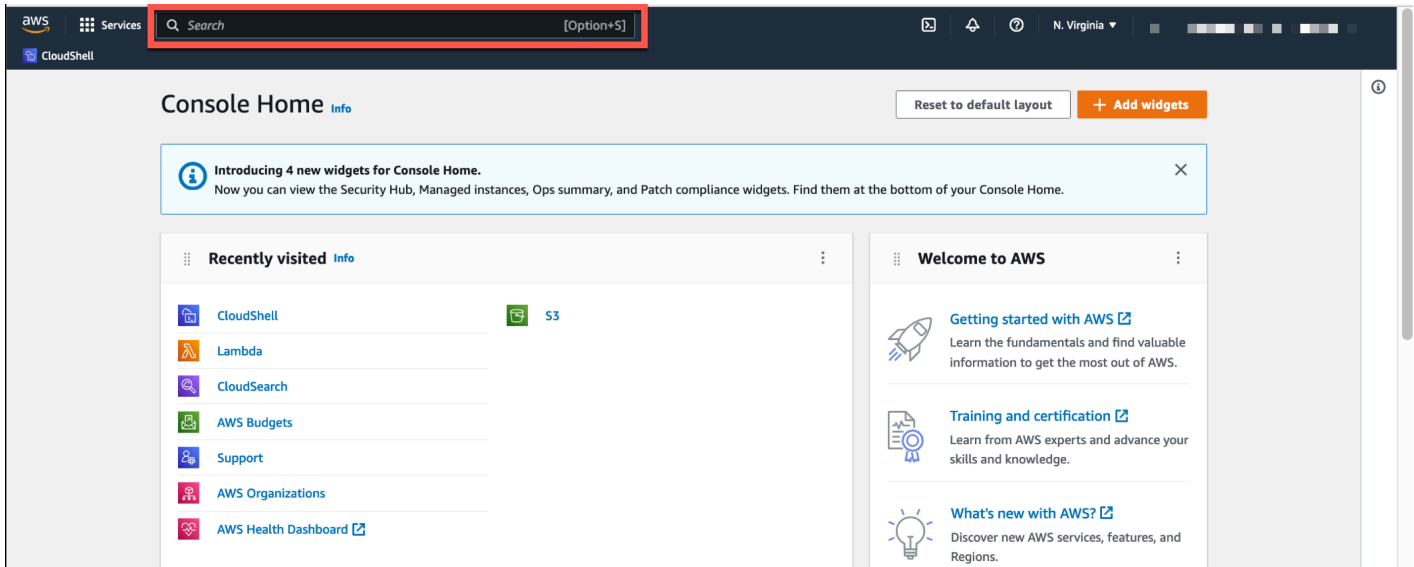 aws
Services
Search [Option+S]
N. Virginia
CloudShell
Console Home Info
Reset to default layout
Add widgets
Introducing 4 new widgets for Console Home.
Now you can view the Security Hub, Managed instances, Ops summary, and Patch compliance widgets. Find them at the bottom of your Console Home.
Recently visited Info
CloudShell
Lambda
CloudSearch
AWS Budgets
Support
AWS Organizations
AWS Health Dashboard
S3
Welcome to AWS
Getting started with AWS
Learn the fundamentals and find valuable
information to get the most out of AWS.
Training and certification
Learn from AWS experts and advance your
skills and knowledge.
What's new with AWS?
Discover new AWS services, features, and
Regions.